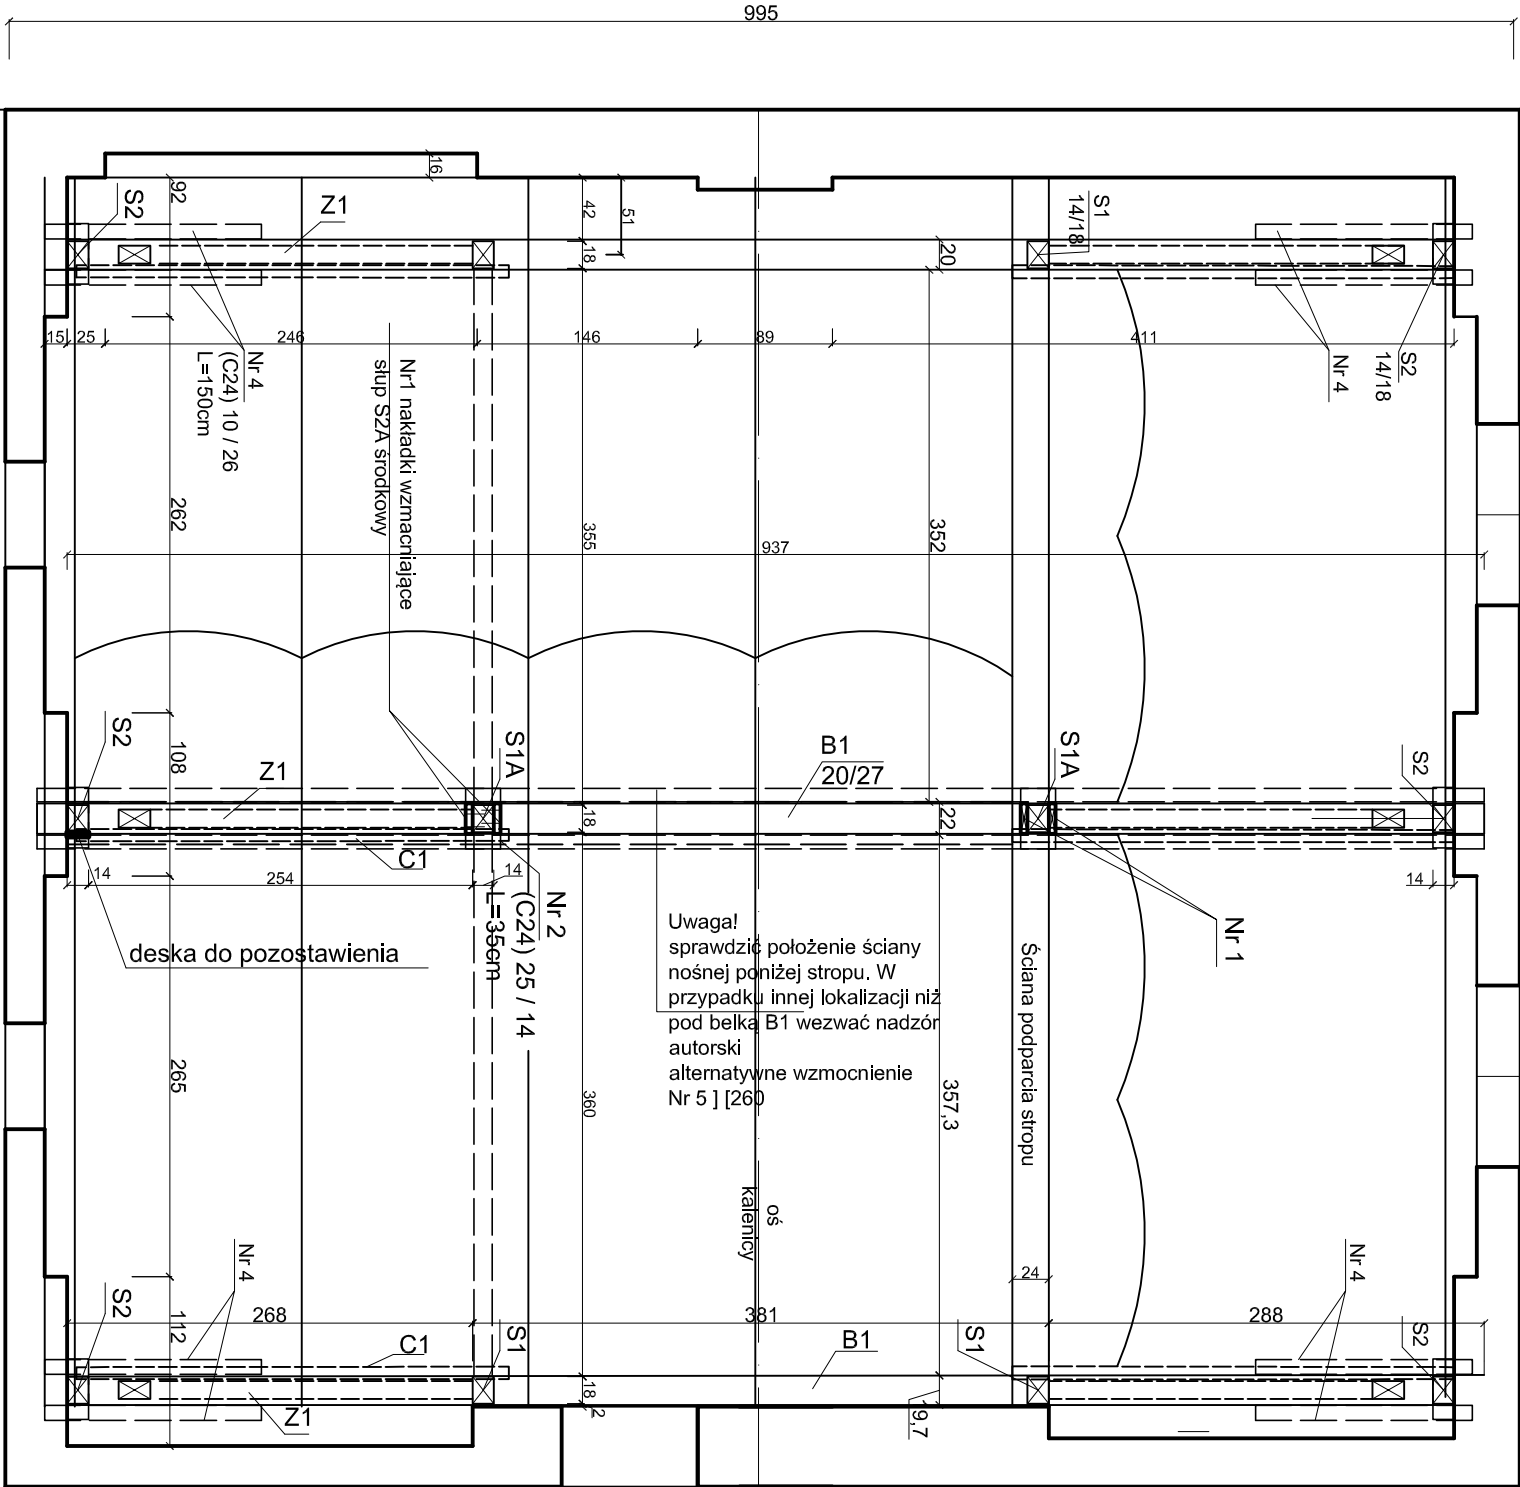 995
16
92
S2
Z1
42
51
18
20
S1
14/18
15
25
246
146
89
411
Nr 4
(C24) 10 / 26
L=150cm
Nr1 nakładki wzmacniające
słup S2A środkowy
Nr 4
S2
14/18
262
355
937
352
S2
108
Z1
S1A
18
B1
20/27
22
S1A
S2
C1
14
254
14
14
deska do pozostawienia
Nr 2
(C24) 25 / 14
L=35cm
Uwaga!
sprawdzić położenie ściany
nośnej poniżej stropu. W
przypadku innej lokalizacji niż
pod belką B1 wezwać nadzór
autorski
alternatywne wzmocnienie
Nr 5 ] [260
Ściana podparcia stropu
Nr 1
265
360
357,3
oś
kalenicy
24
Nr 4
Nr 4
S2
112
268
381
288
C1
S1
B1
S1
S2
Z1
18
2
19,7